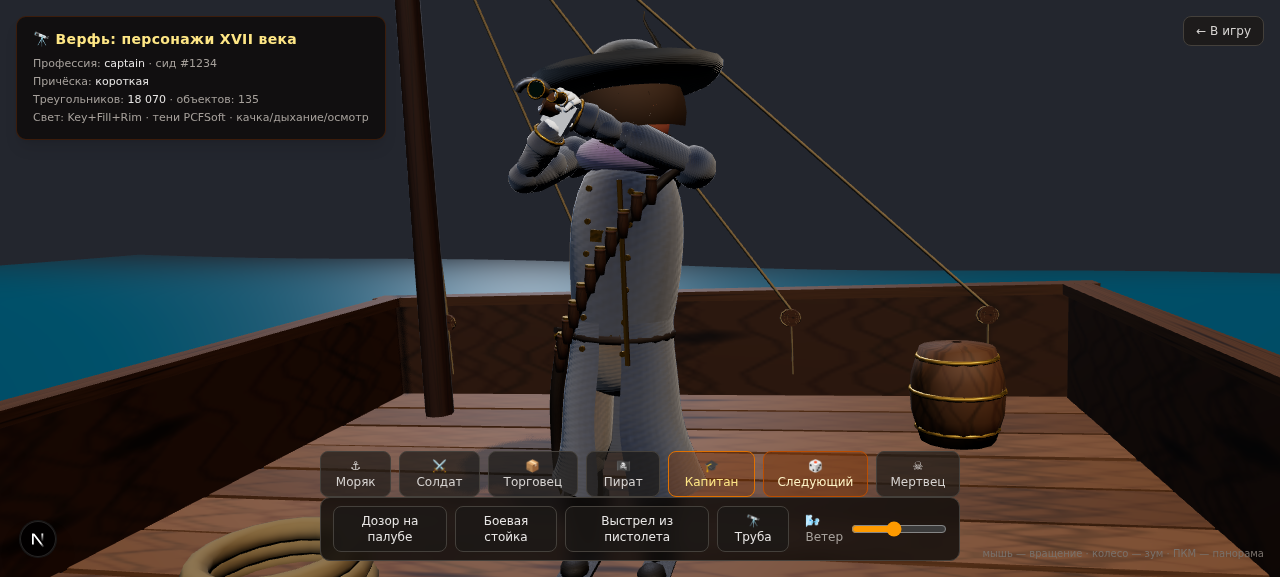 🔭 Верфь: персонажи XVII века
← В игру
Профессия: captain · сид #1234
Причёска: короткая
Треугольников: 18 070 · объектов: 135
Свет: Key+Fill+Rim · тени PCFSoft · качка/дыхание/осмотр
Моряк
Солдат
Торговец
Пират
Капитан
Следующий
Мертвец
Дозор на палубе
Боевая стойка
Выстрел из пистолета
Труба
Ветер
N
мышь — вращение · колесо — зум · ПКМ — панорама